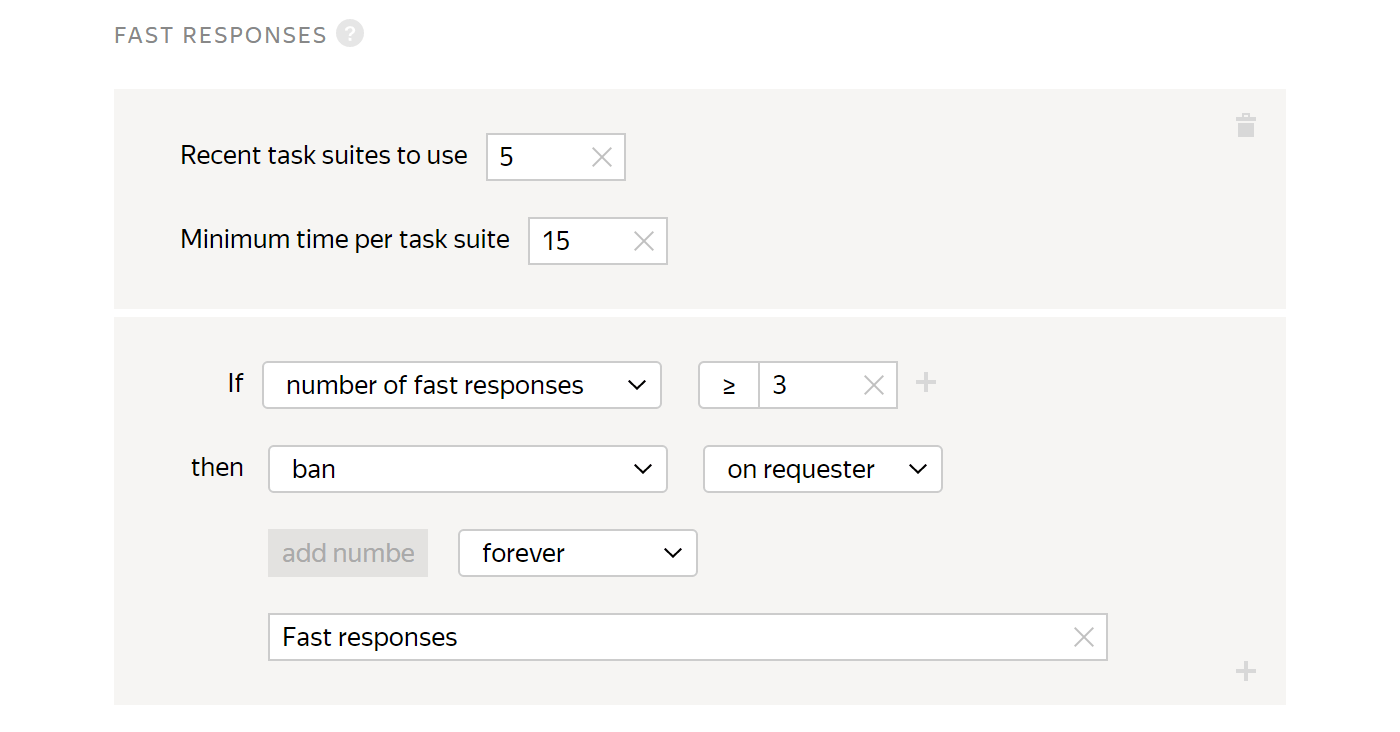 FAST RESPONSES ?
Recent task suites to use 5
Minimum time per task suite 15
If number of fast responses ≥ 3
then ban on requester
add numbe forever
Fast responses